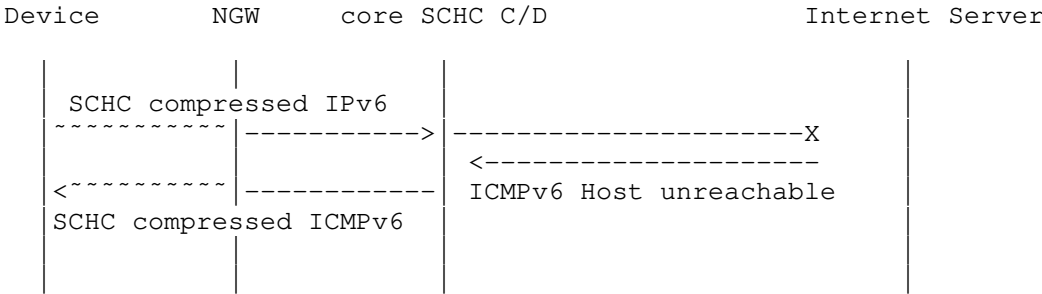 Device NGW core SCHC C/D Internet Server
SCHC compressed IPv6
|~~~~~~~~~~~|----------->|----------------------X
<---------------------
|<~~~~~~~~~~|------------| ICMPv6 Host unreachable
SCHC compressed ICMPv6